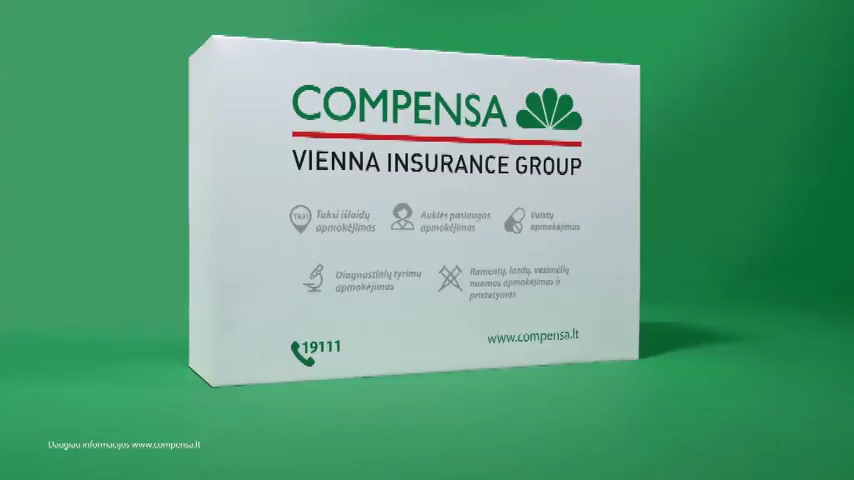 COMPENSA
VIENNA INSURANCE GROUP
TAXI
Taksi išlaidų
apmokėjimas
Auklės paslaugos
apmokėjimas
Vaistų
apmokėjimas
Diagnostinių tyrimų
apmokėjimas
Ramentų, lazdų, vežimėlių
nuomos apmokėjimas ir
pristatymas
19111
www.compensa.lt
Daugiau informacijos www.compensa.lt